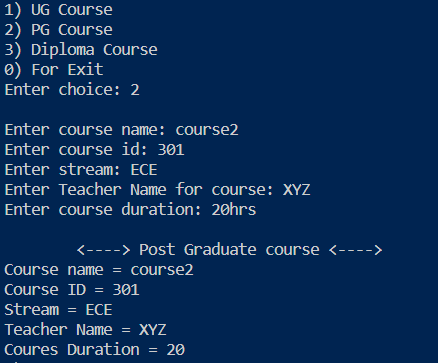 1) UG Course
2) PG Course
3) Diploma Course
0) For Exit
Enter choice: 2
Enter course name: course2
Enter course id: 301
Enter stream: ECE
Enter Teacher Name for course: XYZ
Enter course duration: 20hrs
<----> Post Graduate course <---->
Course name = course2
Course ID = 301
Stream = ECE
Teacher Name = XYZ
Coures Duration = 20